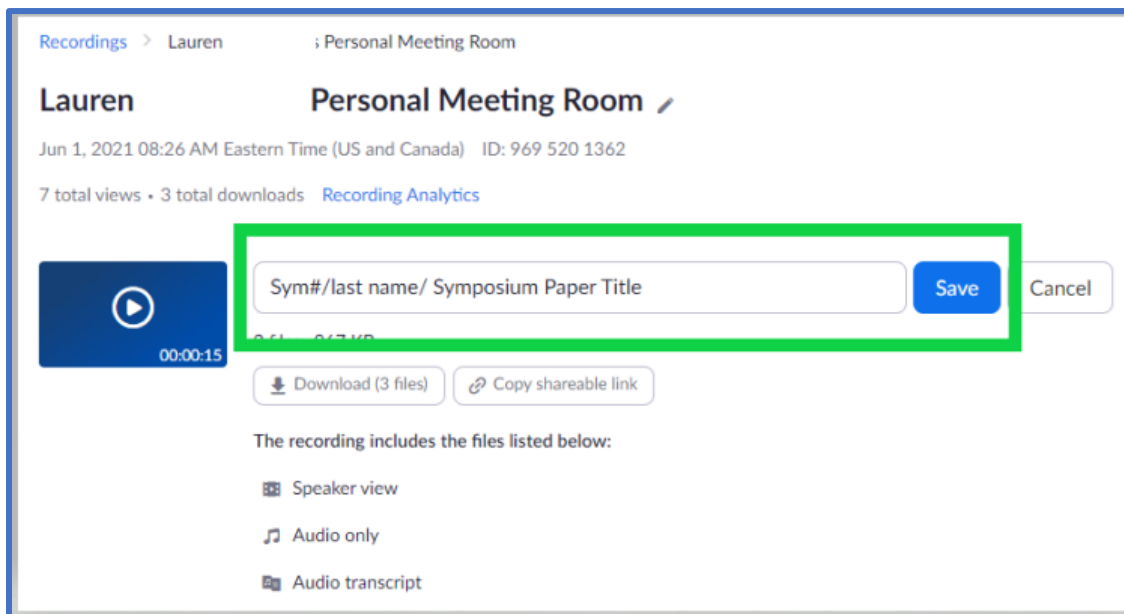 Recordings > Lauren s Personal Meeting Room
Lauren Personal Meeting Room
Jun 1, 2021 08:26 AM Eastern Time (US and Canada) ID: 969 520 1362
7 total views • 3 total downloads Recording Analytics
Sym#/last name/ Symposium Paper Title Save Cancel
00:00:15
Download (3 files) Copy shareable link
The recording includes the files listed below:
Speaker view
Audio only
Audio transcript